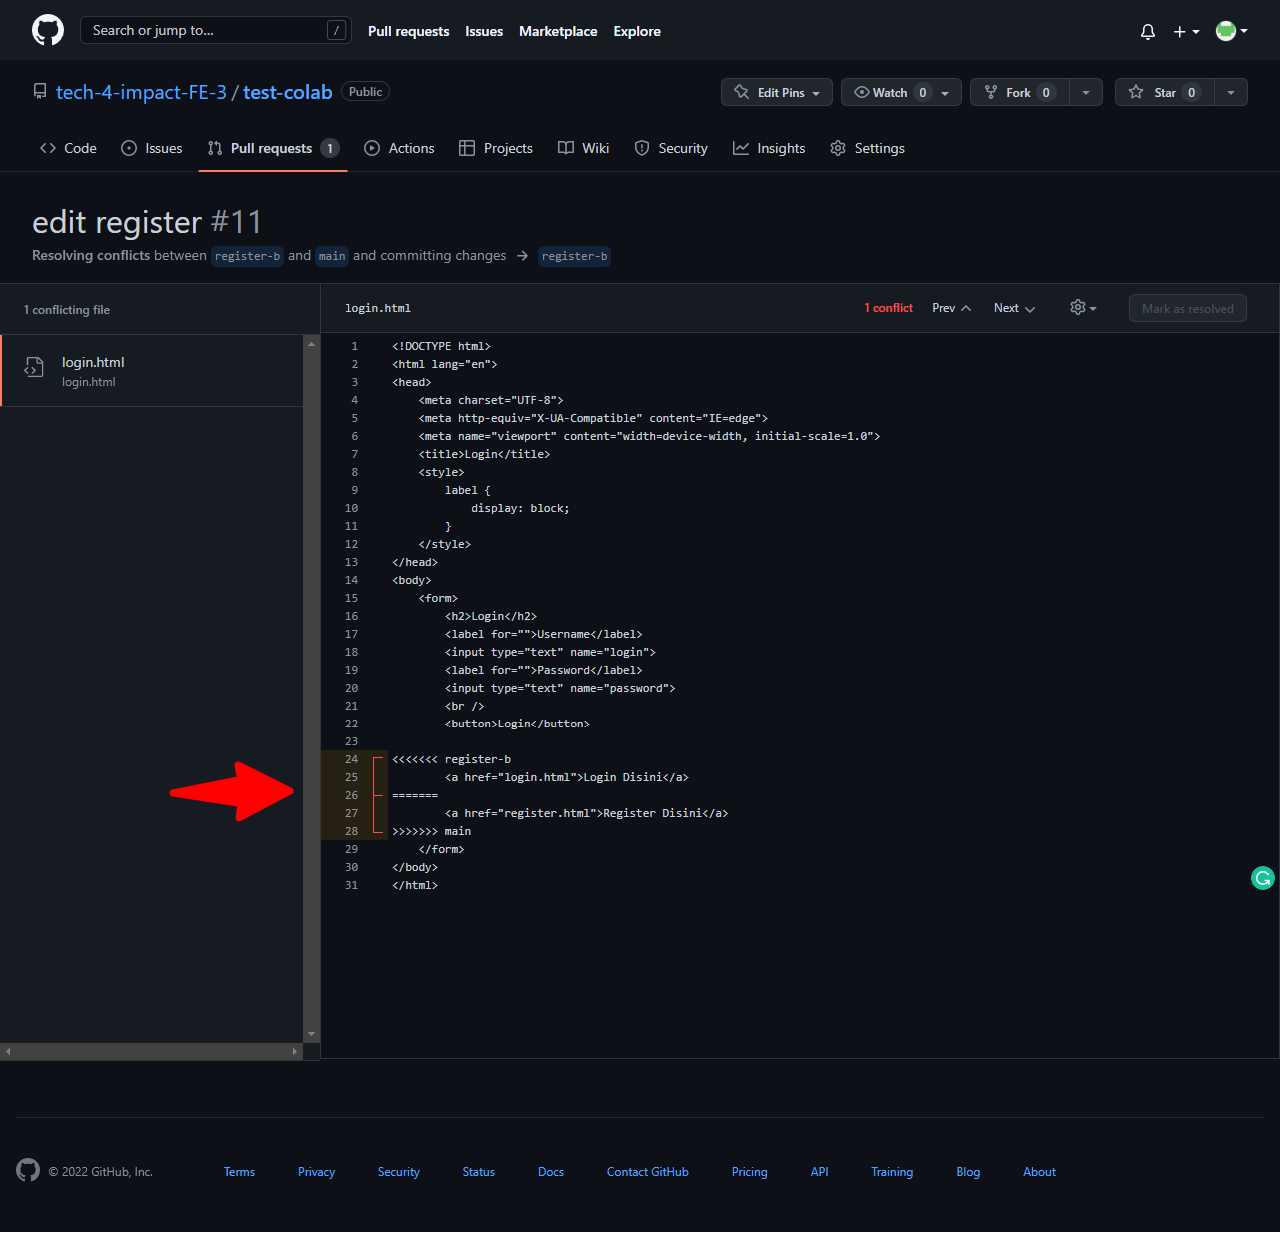 Search or jump to... /
Pull requests Issues Marketplace Explore
tech-4-impact-FE-3 / test-colab Public
Edit Pins Watch 0 Fork 0 Star 0
Code Issues Pull requests 1 Actions Projects Wiki Security Insights Settings
edit register #11
Resolving conflicts between register-b and main and committing changes → register-b
1 conflicting file
login.html
login.html
login.html 1 conflict Prev Next Mark as resolved
1 <!DOCTYPE html>
2 <html lang="en">
3 <head>
4     <meta charset="UTF-8">
5     <meta http-equiv="X-UA-Compatible" content="IE=edge">
6     <meta name="viewport" content="width=device-width, initial-scale=1.0">
7     <title>Login</title>
8     <style>
9         label {
10             display: block;
11         }
12     </style>
13 </head>
14 <body>
15     <form>
16         <h2>Login</h2>
17         <label for="">Username</label>
18         <input type="text" name="login">
19         <label for="">Password</label>
20         <input type="text" name="password">
21         <br />
22         <button>Login</button>
23
24 <<<<<<< register-b
25         <a href="login.html">Login Disini</a>
26 =======
27         <a href="register.html">Register Disini</a>
28 >>>>>>> main
29     </form>
30 </body>
31 </html>
© 2022 GitHub, Inc. Terms Privacy Security Status Docs Contact GitHub Pricing API Training Blog About